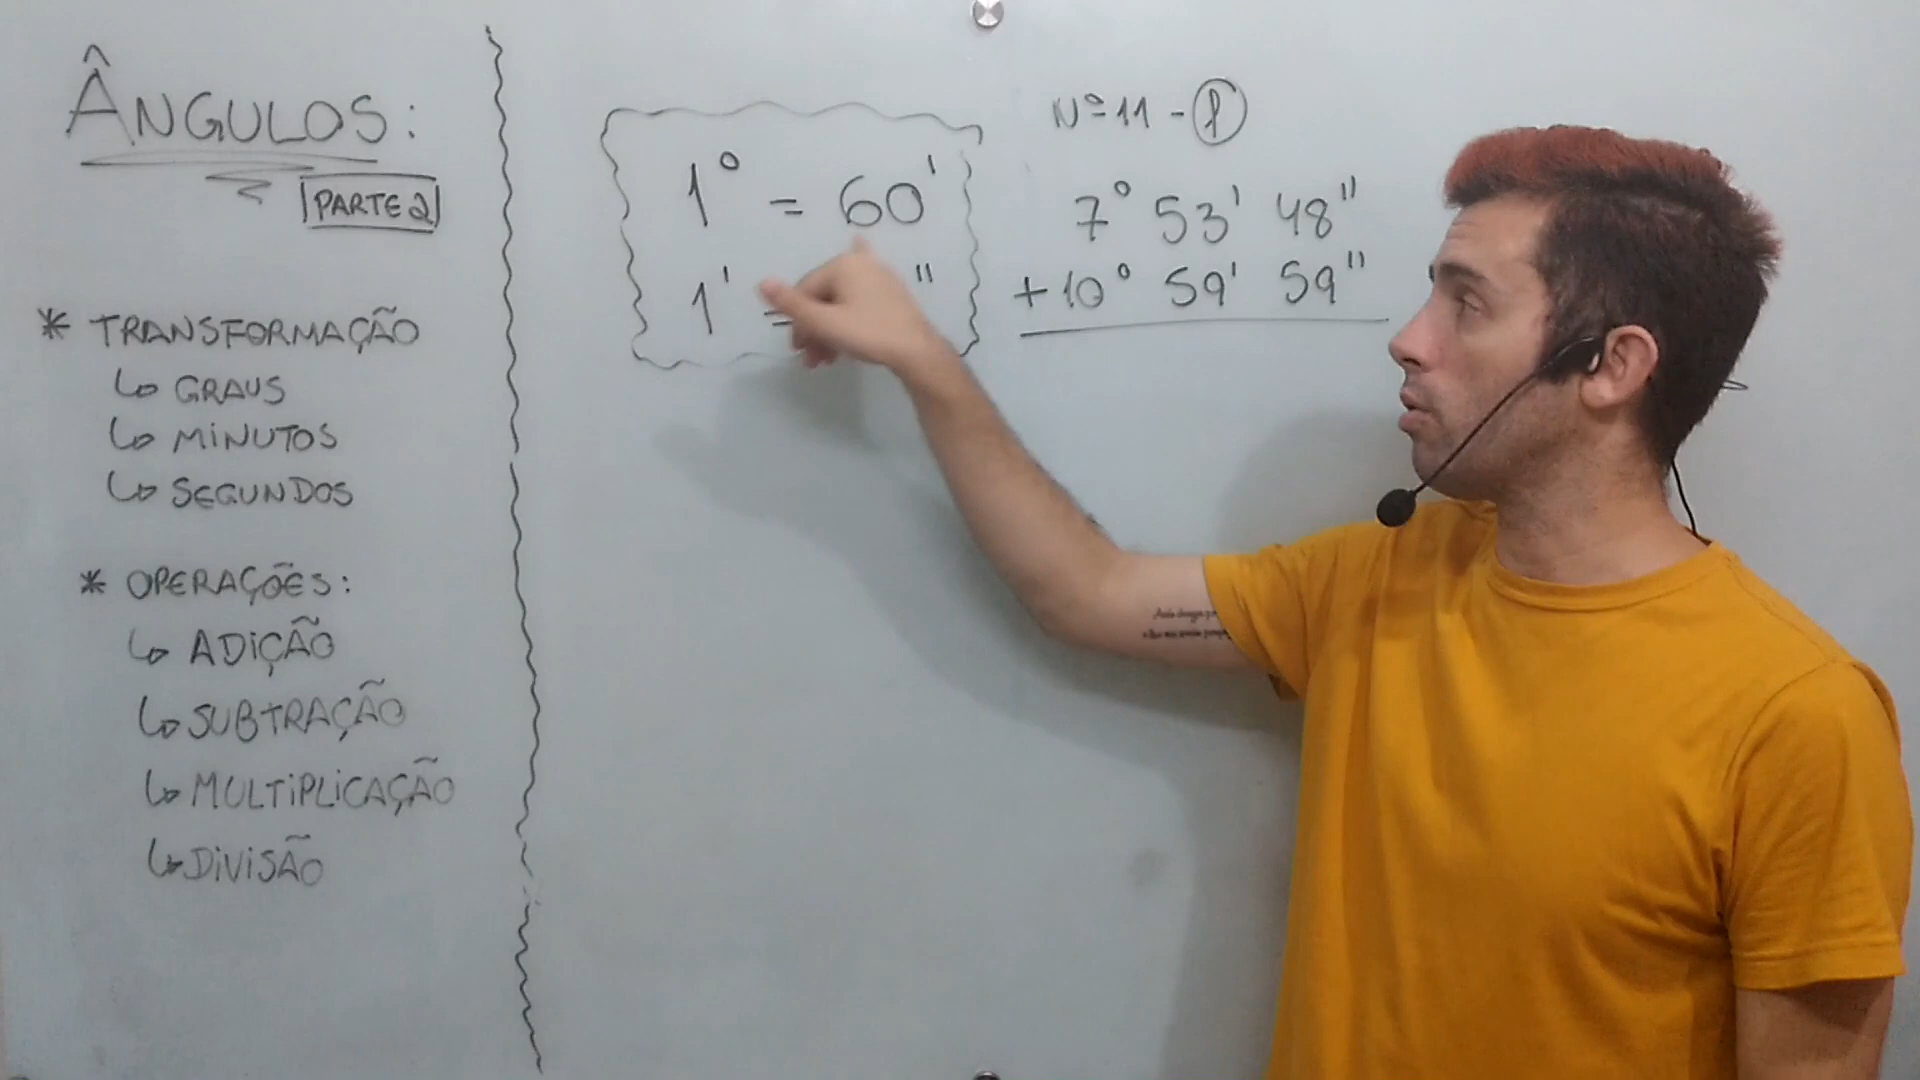 ÂNGULOS:
PARTE 2
* TRANSFORMAÇÃO
↳ GRAUS
↳ MINUTOS
↳ SEGUNDOS
* OPERAÇÕES:
↳ ADIÇÃO
↳ SUBTRAÇÃO
↳ MULTIPLICAÇÃO
↳ DIVISÃO
1° = 60'
1' = "
Nº 11 -
7° 53' 48"
+ 10° 59' 59"